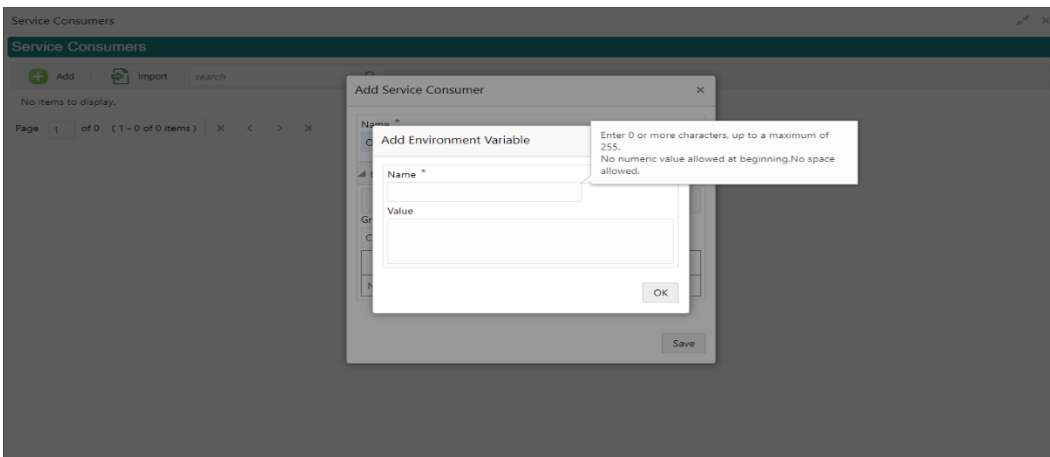 Service Consumers
Service Consumers
Add Import search
No items to display.
Page 1 of 0 (1 - 0 of 0 items)
Add Service Consumer
Name *
Add Environment Variable
Enter 0 or more characters, up to a maximum of
255.
No numeric value allowed at beginning.No space
allowed.
Name *
Value
Gr
C
N
OK
Save